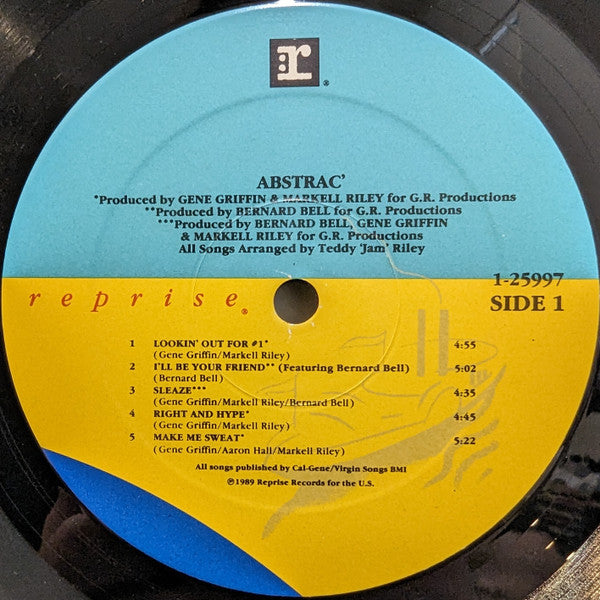 :r
®
ABSTRAC'
*Produced by GENE GRIFFIN & MARKELL RILEY for G.R. Productions
**Produced by BERNARD BELL for G.R. Productions
***Produced by BERNARD BELL, GENE GRIFFIN
& MARKELL RILEY for G.R. Productions
All Songs Arranged by Teddy 'Jam' Riley
1-25997
reprise®
SIDE 1
1 LOOKIN' OUT FOR #1* 4:55
(Gene Griffin/Markell Riley)
2 I'LL BE YOUR FRIEND** (Featuring Bernard Bell) 5:02
(Bernard Bell)
3 SLEAZE*** 4:35
(Gene Griffin/Markell Riley/Bernard Bell)
4 RIGHT AND HYPE* 4:45
(Gene Griffin/Markell Riley)
5 MAKE ME SWEAT* 5:22
(Gene Griffin/Aaron Hall/Markell Riley)
All songs published by Cal-Gene/Virgin Songs BMI
℗1989 Reprise Records for the U.S.